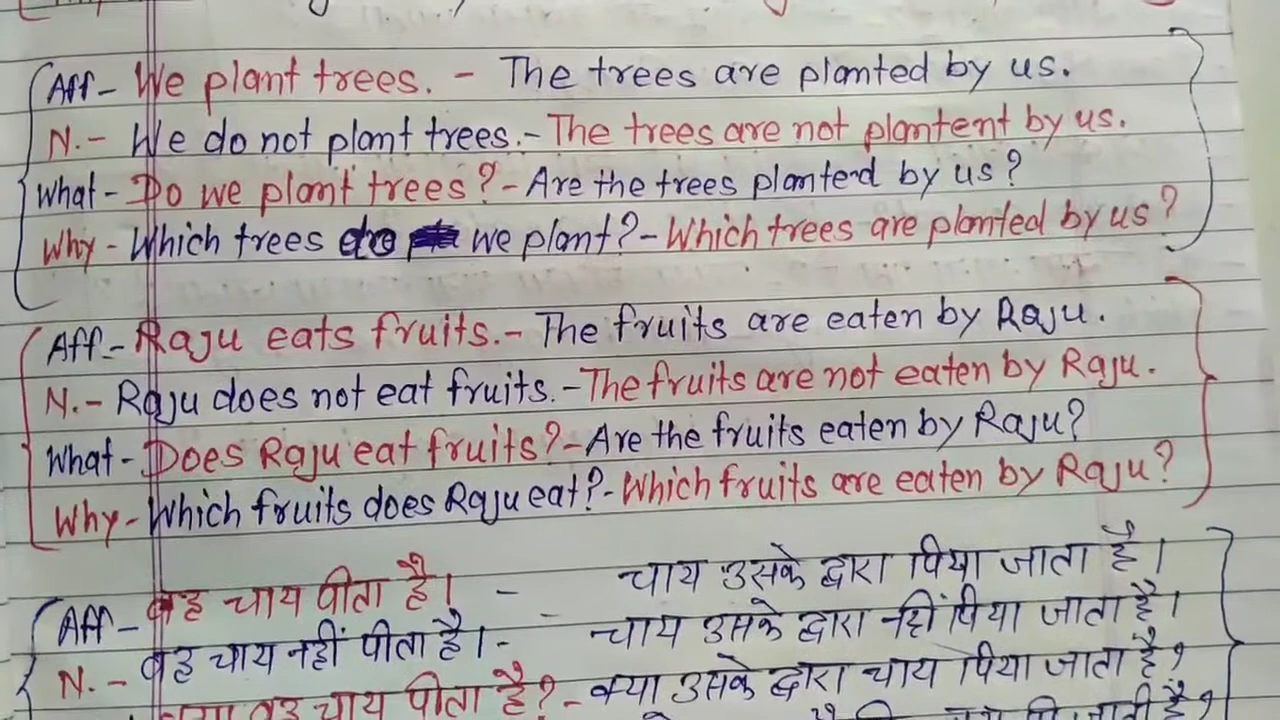 Aff - We plant trees. - The trees are planted by us.
N. - We do not plant trees. - The trees are not plantent by us.
What - Do we plant trees? - Are the trees planted by us?
Why - Which trees do we plant? - Which trees are planted by us?
Aff - Raju eats fruits. - The fruits are eaten by Raju.
N. - Raju does not eat fruits. - The fruits are not eaten by Raju.
What - Does Raju eat fruits? - Are the fruits eaten by Raju?
Why - Which fruits does Raju eat? - Which fruits are eaten by Raju?
Aff - वह चाय पीता है। - चाय उसके द्वारा पिया जाता है।
N. - वह चाय नहीं पीता है। - चाय उसके द्वारा नहीं पिया जाता है।
वह चाय पीता है? - क्या उसके द्वारा चाय पिया जाता है?